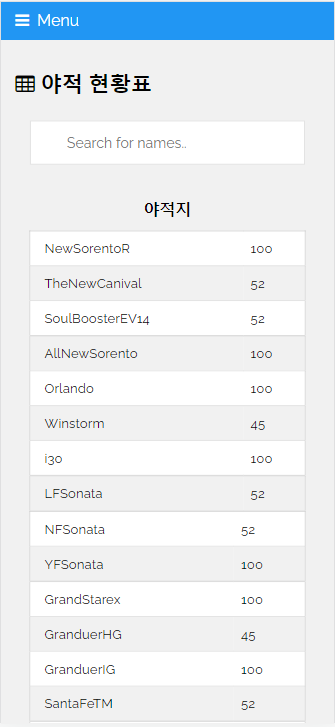 Menu
야적 현황표
Search for names..
야적지
NewSorentoR 100
TheNewCanival 52
SoulBoosterEV14 52
AllNewSorento 100
Orlando 100
Winstorm 45
i30 100
LFSonata 52
NFSonata 52
YFSonata 100
GrandStarex 100
GranduerHG 45
GranduerIG 100
SantaFeTM 52